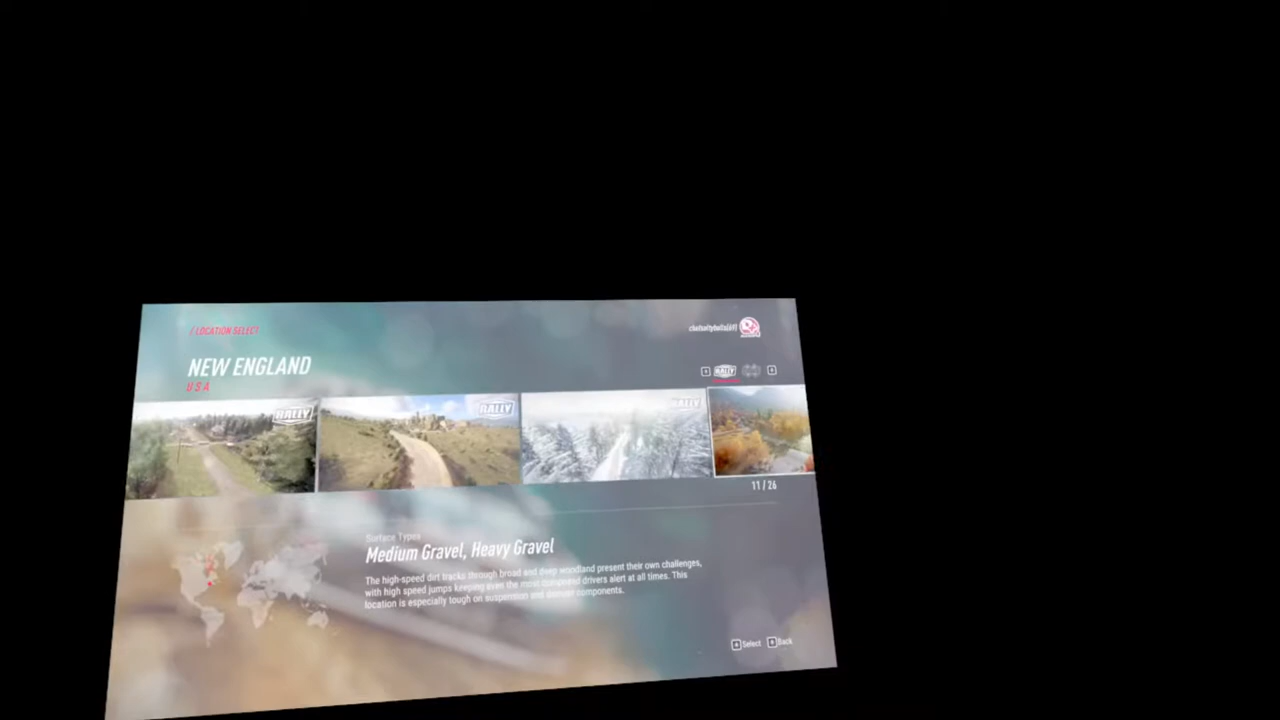 / LOCATION SELECT
NEW ENGLAND
USA
RALLY
RALLY
RALLY
RALLY
11 / 26
Surface Types
Medium Gravel, Heavy Gravel
The high-speed dirt tracks through broad and deep woodland present their own challenges,
with high speed jumps keeping even the most composed drivers alert at all times. This
location is especially tough on suspension and damper components.
Select
Back